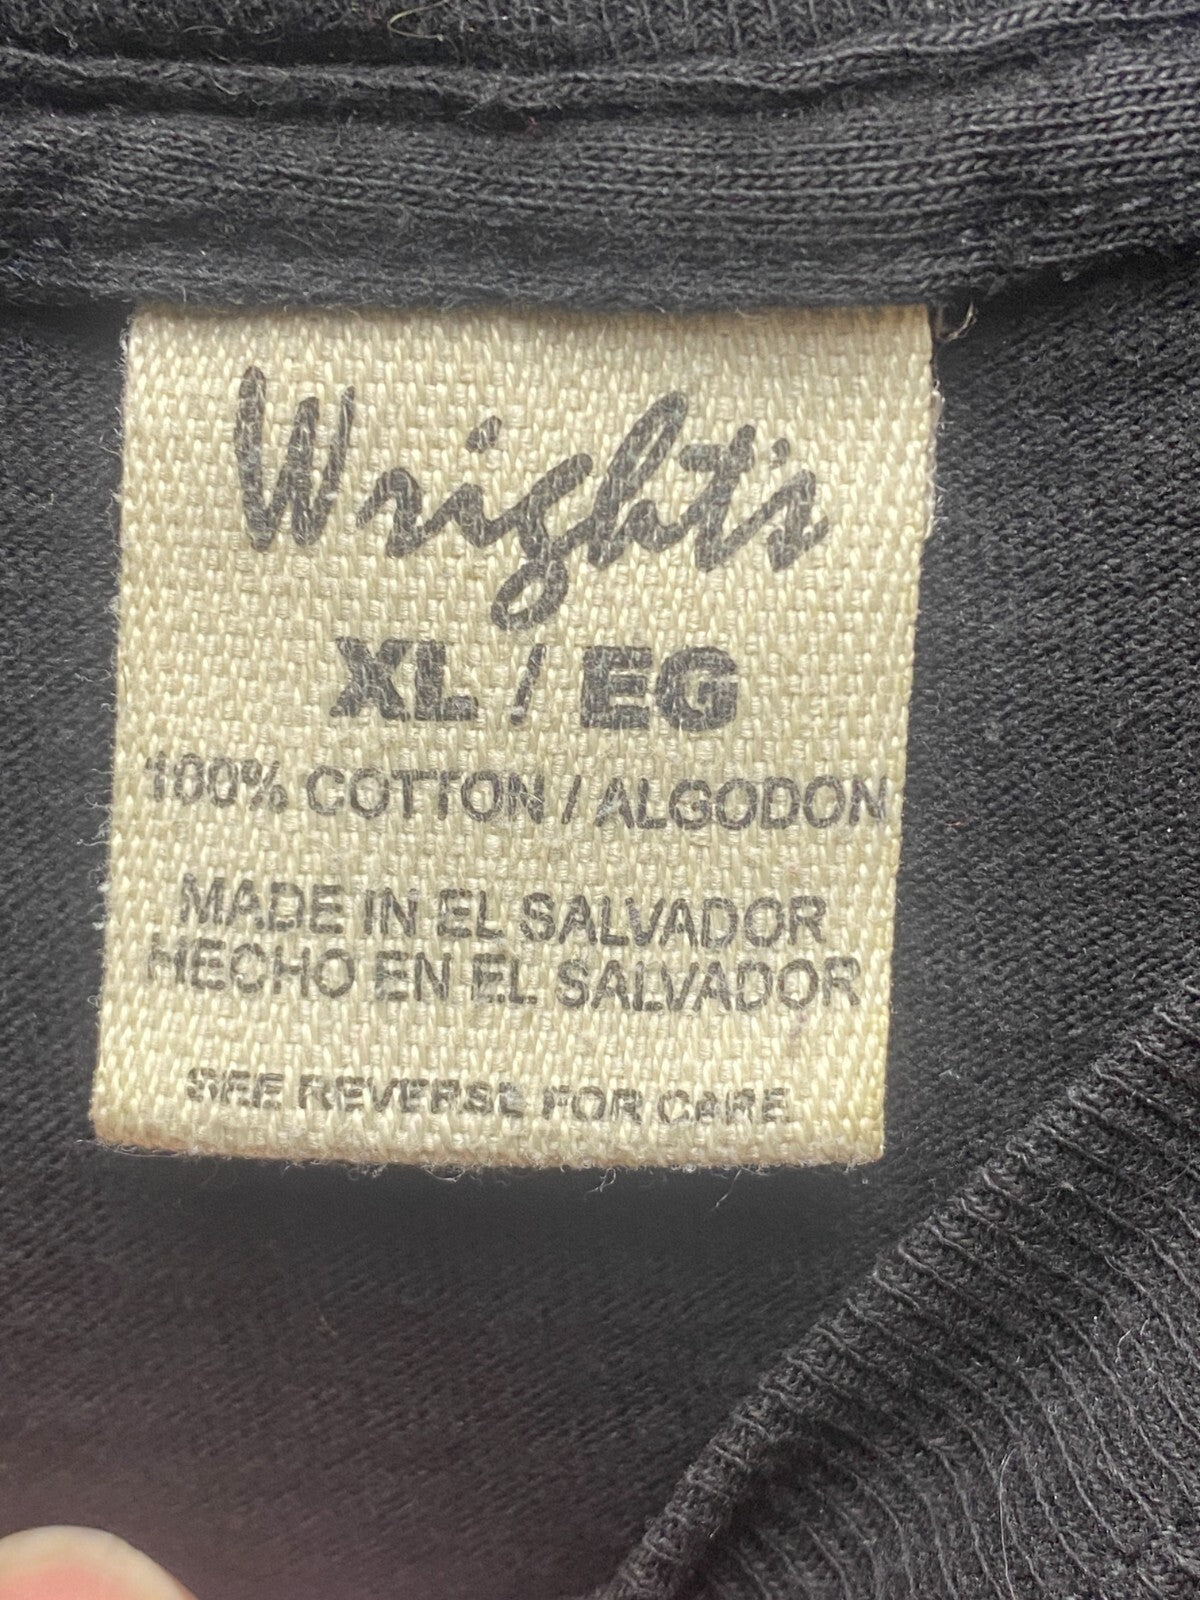 Wright's
XL / EG
100% COTTON / ALGODON
MADE IN EL SALVADOR
HECHO EN EL SALVADOR
SEE REVERSE FOR CARE